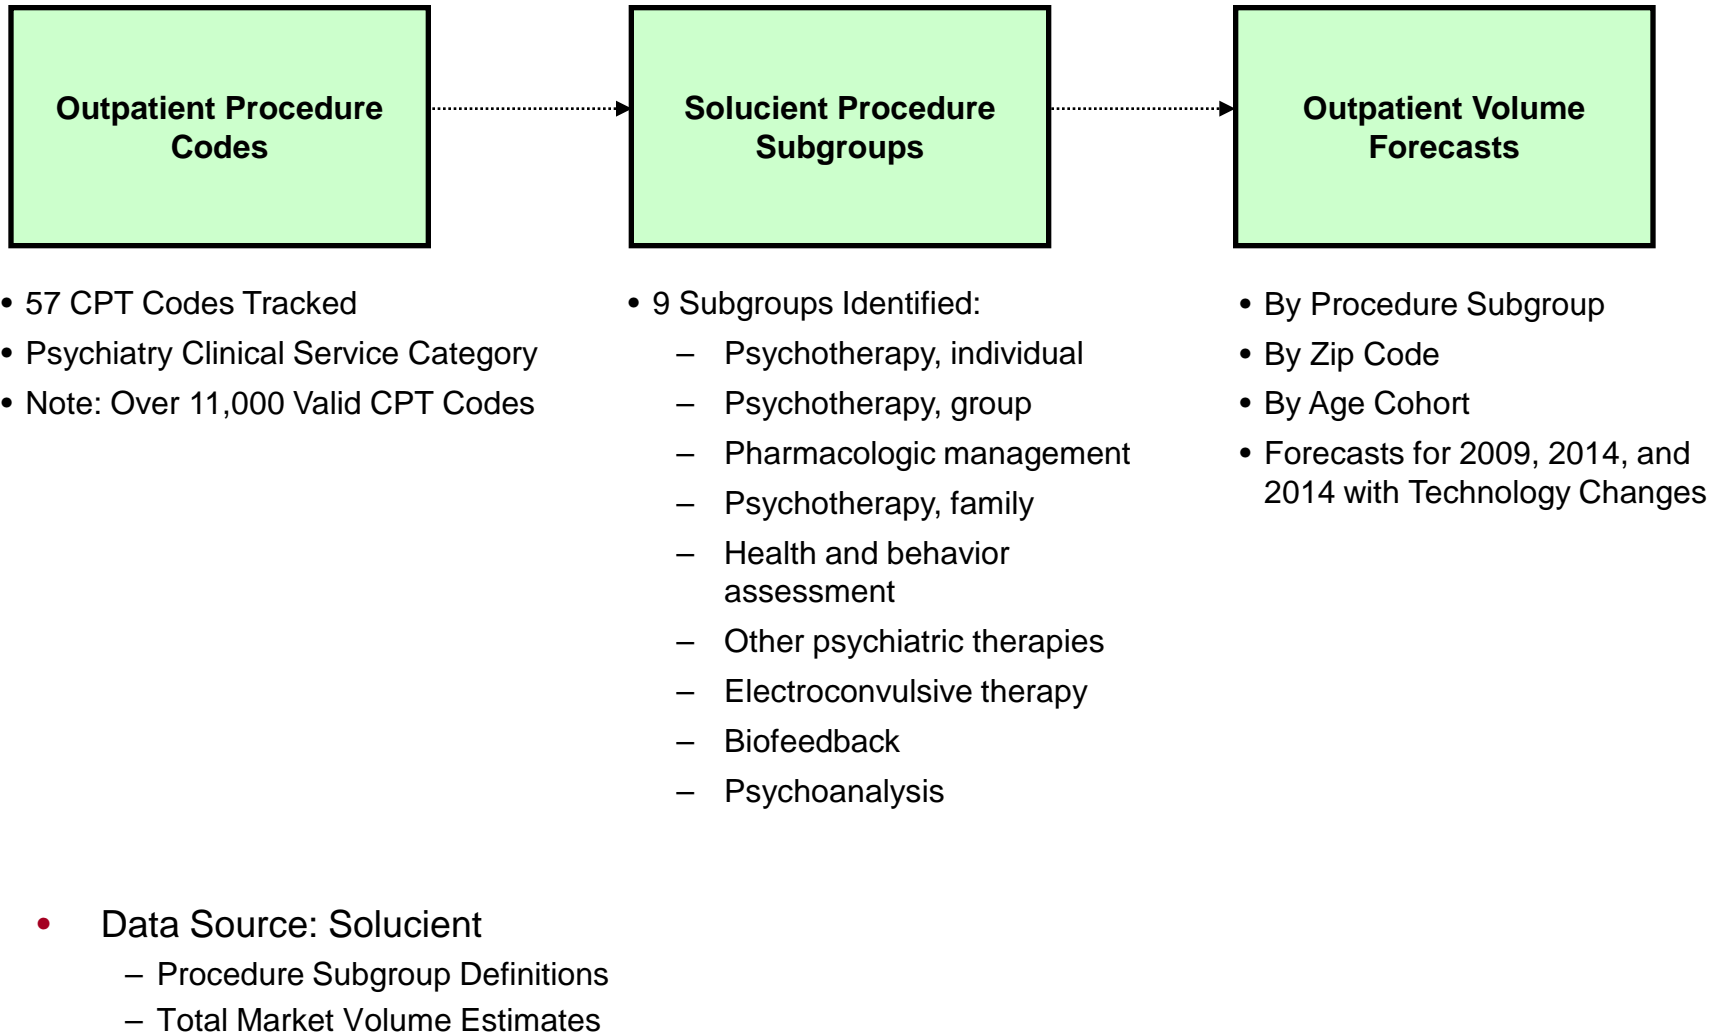 Outpatient Procedure
Codes
Solucient Procedure
Subgroups
Outpatient Volume
Forecasts
• 57 CPT Codes Tracked
• Psychiatry Clinical Service Category
• Note: Over 11,000 Valid CPT Codes
• 9 Subgroups Identified:
– Psychotherapy, individual
– Psychotherapy, group
– Pharmacologic management
– Psychotherapy, family
– Health and behavior
assessment
– Other psychiatric therapies
– Electroconvulsive therapy
– Biofeedback
– Psychoanalysis
• By Procedure Subgroup
• By Zip Code
• By Age Cohort
• Forecasts for 2009, 2014, and
2014 with Technology Changes
• Data Source: Solucient
– Procedure Subgroup Definitions
– Total Market Volume Estimates